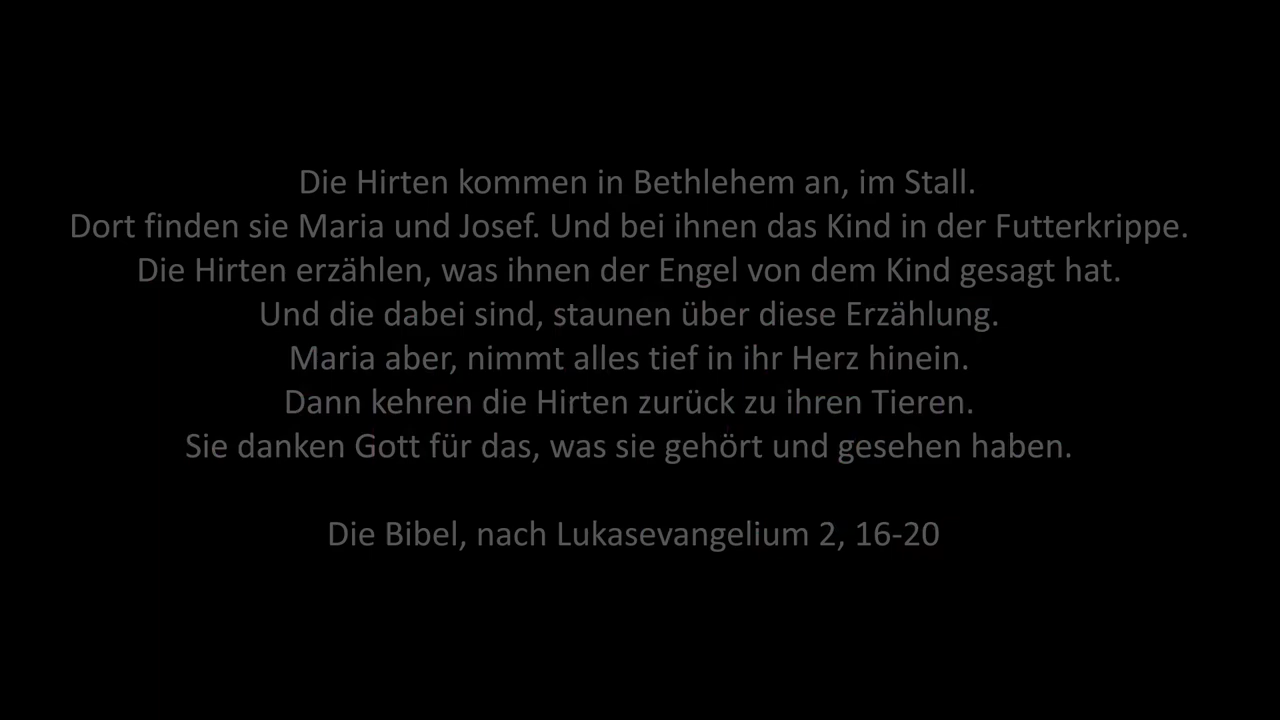 Die Hirten kommen in Bethlehem an, im Stall.
Dort finden sie Maria und Josef. Und bei ihnen das Kind in der Futterkrippe.
Die Hirten erzählen, was ihnen der Engel von dem Kind gesagt hat.
Und die dabei sind, staunen über diese Erzählung.
Maria aber, nimmt alles tief in ihr Herz hinein.
Dann kehren die Hirten zurück zu ihren Tieren.
Sie danken Gott für das, was sie gehört und gesehen haben.
Die Bibel, nach Lukasevangelium 2, 16-20